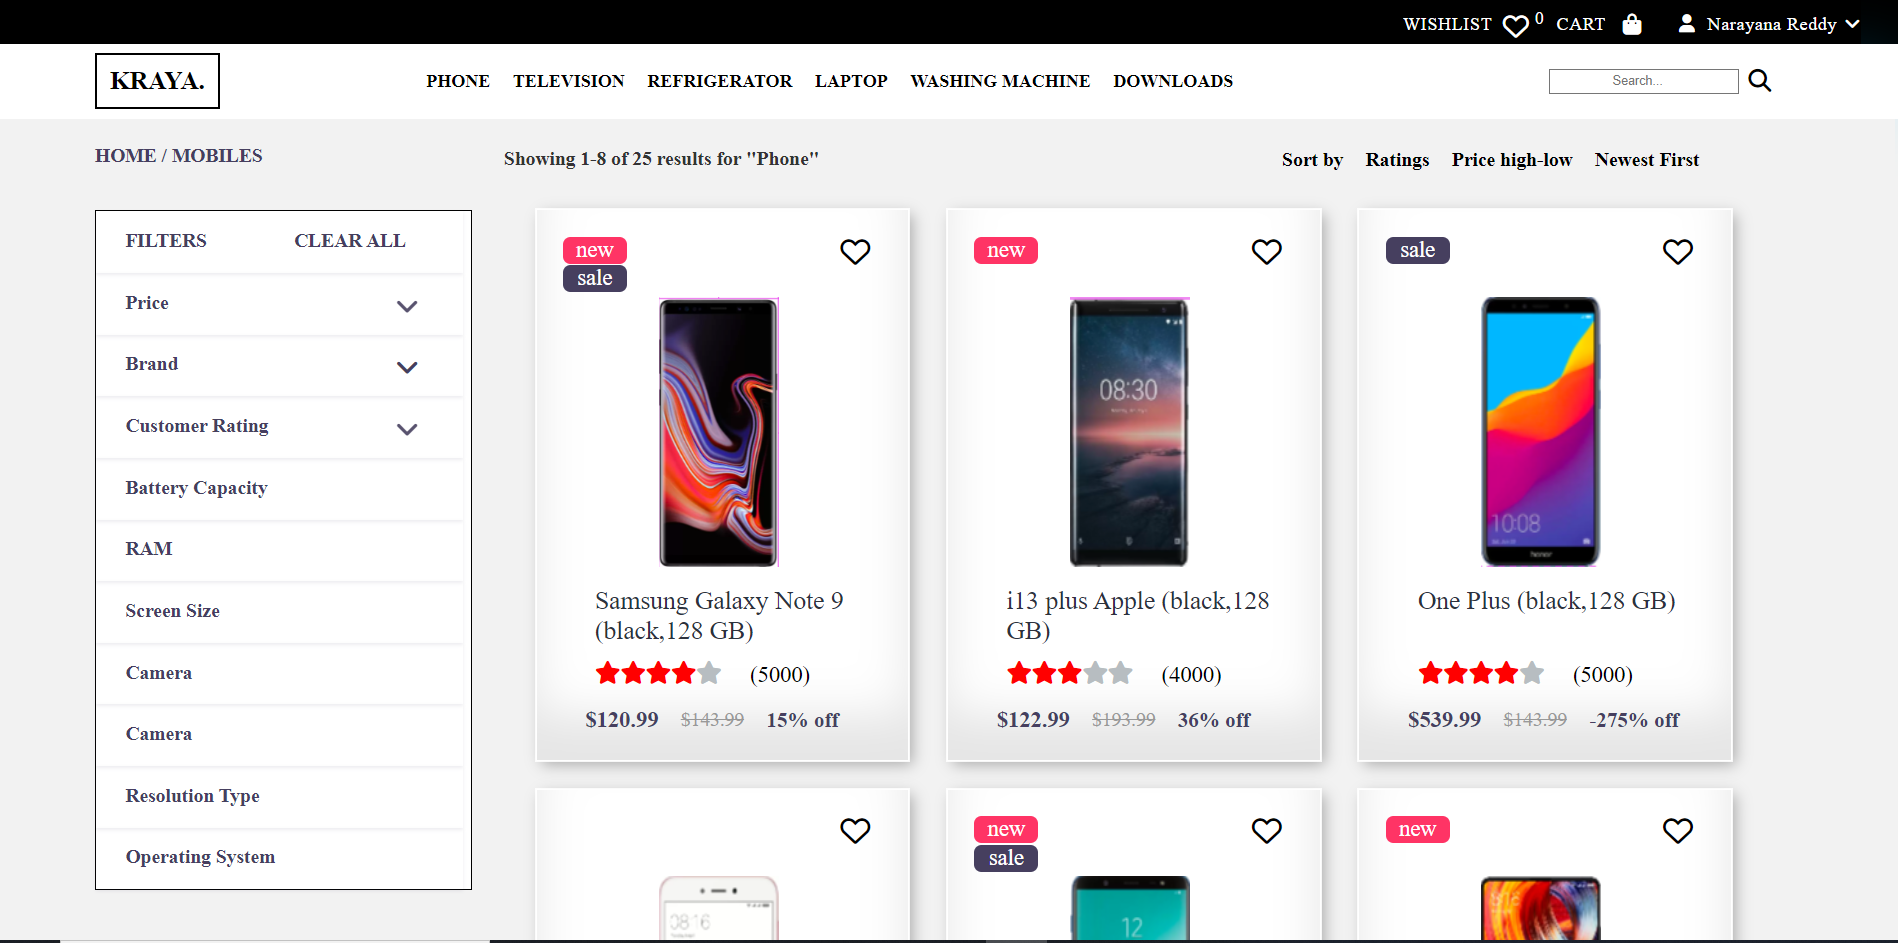 WISHLIST 0 CART Narayana Reddy
KRAYA. PHONE TELEVISION REFRIGERATOR LAPTOP WASHING MACHINE DOWNLOADS Search...
HOME / MOBILES
Showing 1-8 of 25 results for "Phone"
Sort by Ratings Price high-low Newest First
FILTERS CLEAR ALL
Price
Brand
Customer Rating
Battery Capacity
RAM
Screen Size
Camera
Camera
Resolution Type
Operating System
new
sale
Samsung Galaxy Note 9
(black,128 GB)
(5000)
$120.99 $143.99 15% off
new
08:30
i13 plus Apple (black,128
GB)
(4000)
$122.99 $193.99 36% off
sale
10:08
honor
One Plus (black,128 GB)
(5000)
$539.99 $143.99 -275% off
08:16
new
sale
12
new